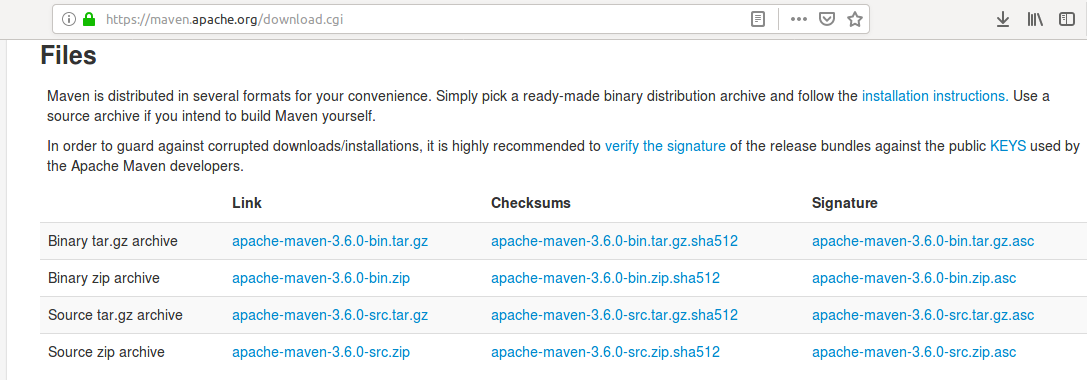 https://maven.apache.org/download.cgi
Files
Maven is distributed in several formats for your convenience. Simply pick a ready-made binary distribution archive and follow the installation instructions. Use a
source archive if you intend to build Maven yourself.
In order to guard against corrupted downloads/installations, it is highly recommended to verify the signature of the release bundles against the public KEYS used by
the Apache Maven developers.
Link Checksums Signature
Binary tar.gz archive apache-maven-3.6.0-bin.tar.gz apache-maven-3.6.0-bin.tar.gz.sha512 apache-maven-3.6.0-bin.tar.gz.asc
Binary zip archive apache-maven-3.6.0-bin.zip apache-maven-3.6.0-bin.zip.sha512 apache-maven-3.6.0-bin.zip.asc
Source tar.gz archive apache-maven-3.6.0-src.tar.gz apache-maven-3.6.0-src.tar.gz.sha512 apache-maven-3.6.0-src.tar.gz.asc
Source zip archive apache-maven-3.6.0-src.zip apache-maven-3.6.0-src.zip.sha512 apache-maven-3.6.0-src.zip.asc